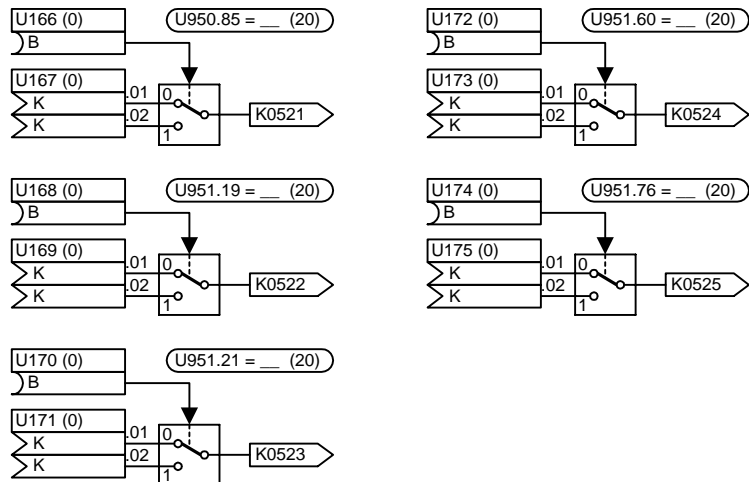 U166 (0)
U950.85 = __ (20)
B
U167 (0)
K
.01
0
K
.02
1
K0521
U172 (0)
U951.60 = __ (20)
B
U173 (0)
K
.01
0
K
.02
1
K0524
U168 (0)
U951.19 = __ (20)
B
U169 (0)
K
.01
0
K
.02
1
K0522
U174 (0)
U951.76 = __ (20)
B
U175 (0)
K
.01
0
K
.02
1
K0525
U170 (0)
U951.21 = __ (20)
B
U171 (0)
K
.01
0
K
.02
1
K0523